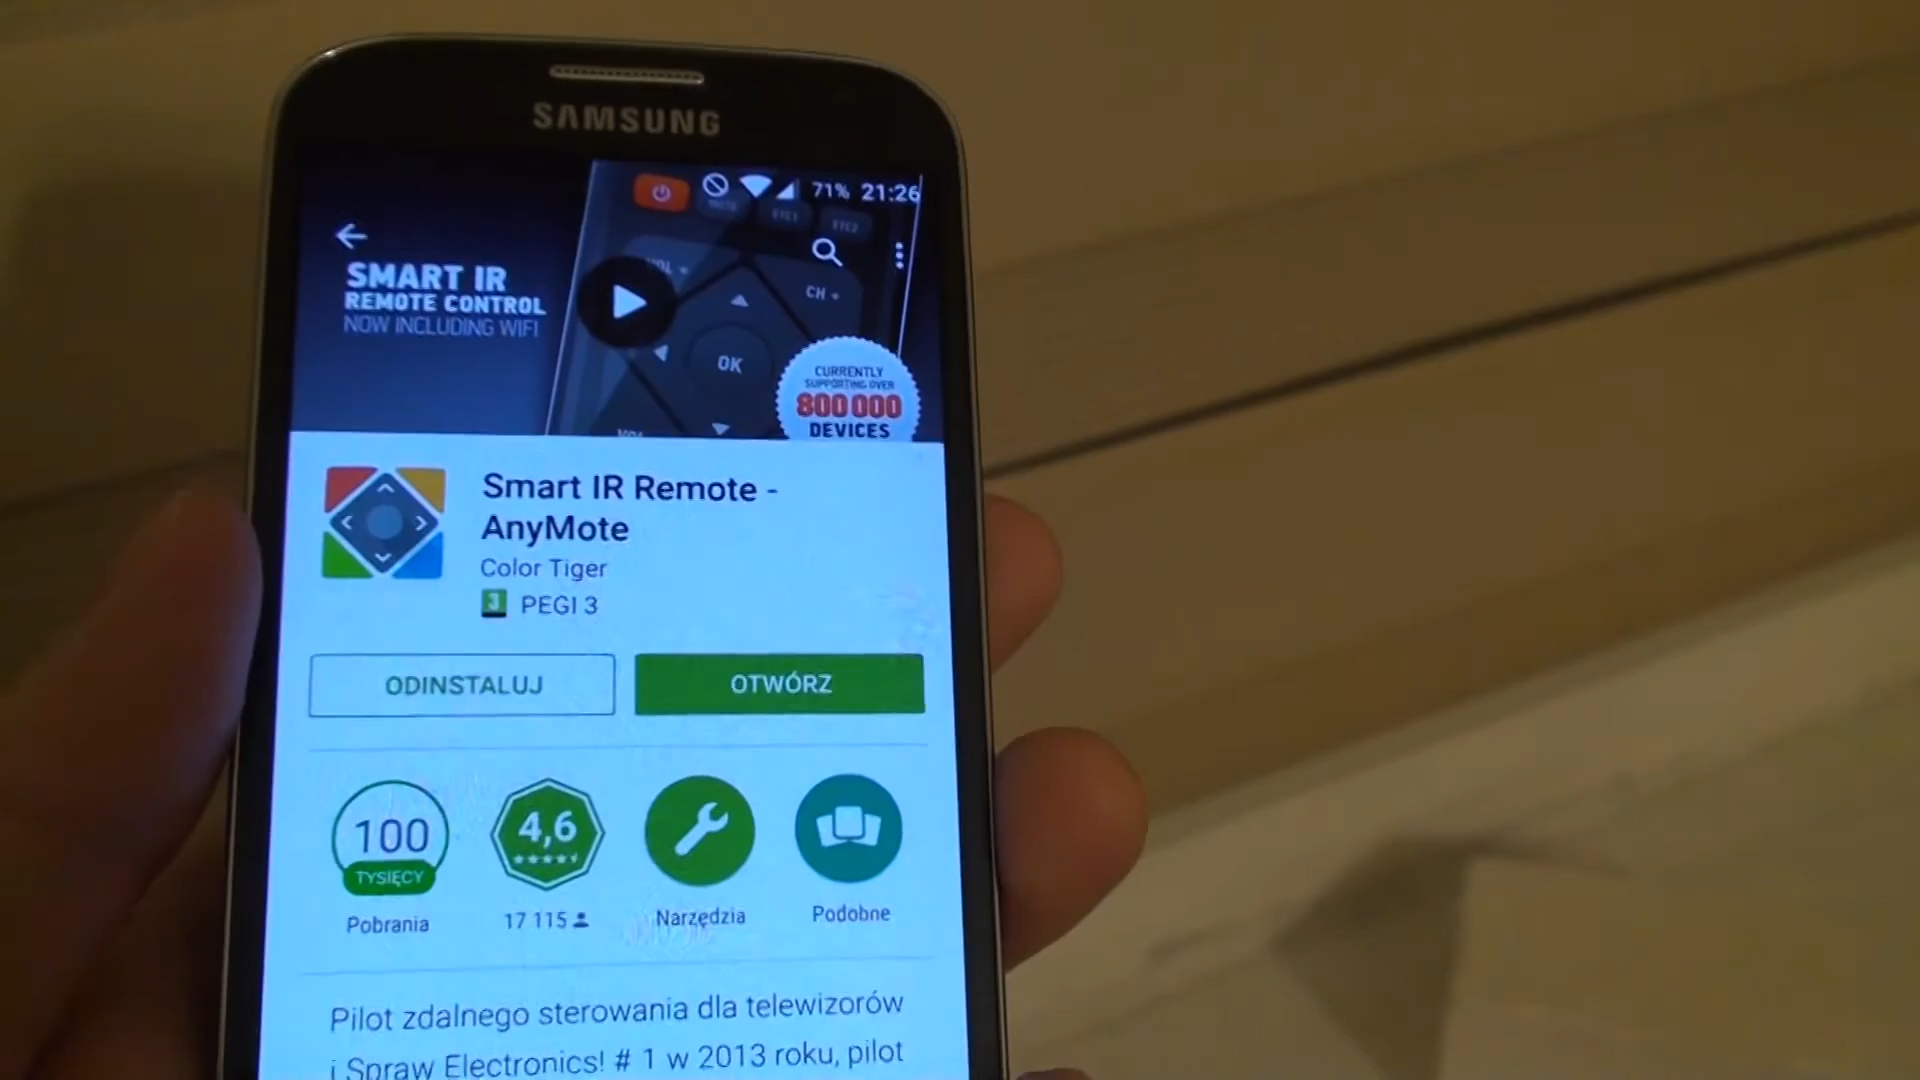 SAMSUNG
71% 21:26
SMART IR
REMOTE CONTROL
NOW INCLUDING WIFI
VOL
CH +
OK
CURRENTLY
SUPPORTING OVER
800 000
DEVICES
Smart IR Remote -
AnyMote
Color Tiger
3 PEGI 3
ODINSTALUJ
OTWÓRZ
100
TYSIĘCY
4,6
Pobrania
17 115
Narzędzia
Podobne
Pilot zdalnego sterowania dla telewizorów
i Spraw Electronics! # 1 w 2013 roku, pilot